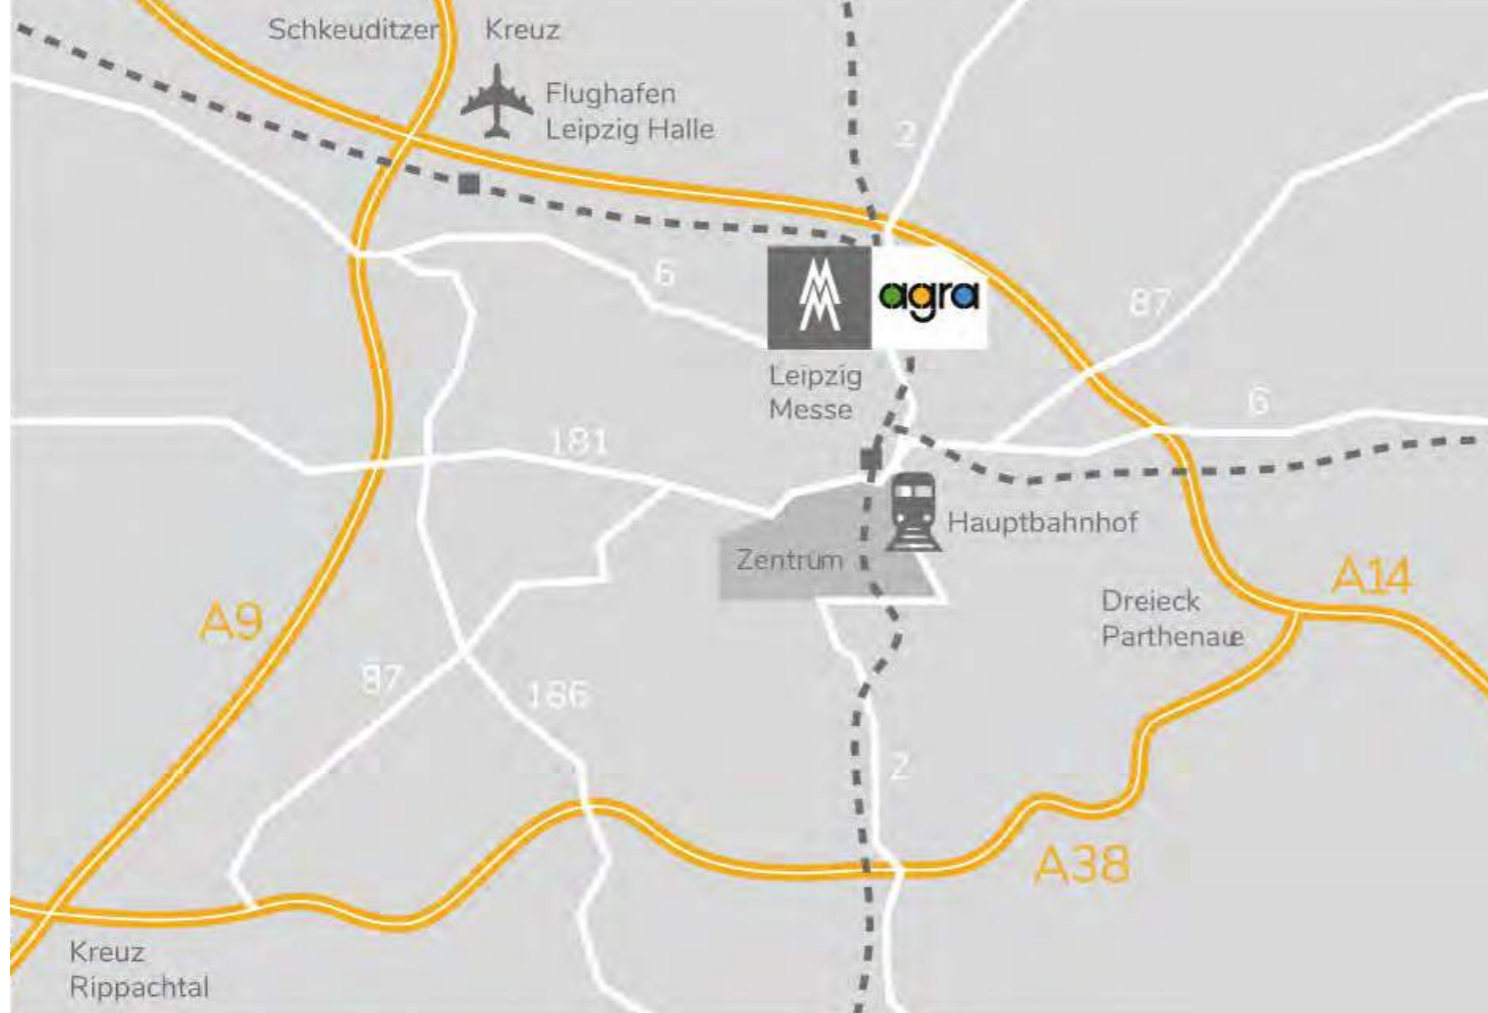 Schkeuditzer Kreuz
Flughafen
Leipzig Halle
2
6
agra
87
Leipzig
Messe
6
181
Hauptbahnhof
Zentrum
A14
Dreieck
Parthenaue
A9
87
186
2
A38
Kreuz
Rippachtal